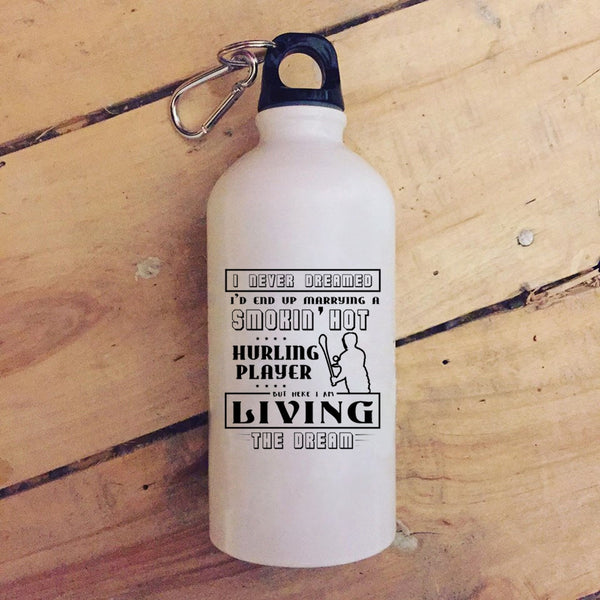 I NEVER DREAMED
I'D END UP MARRYING A
SMOKIN' HOT
HURLING
PLAYER
BUT HERE I AM
LIVING
THE DREAM